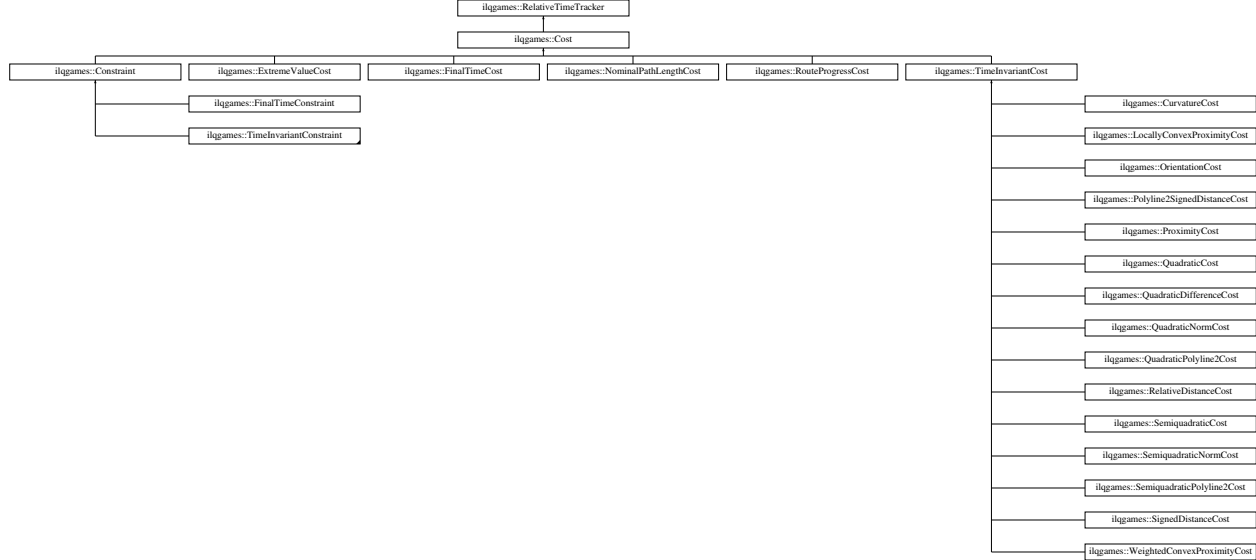 ilqgames::RelativeTimeTracker
ilqgames::Cost
ilqgames::Constraint
ilqgames::ExtremeValueCost
ilqgames::FinalTimeCost
ilqgames::NominalPathLengthCost
ilqgames::RouteProgressCost
ilqgames::TimeInvariantCost
ilqgames::FinalTimeConstraint
ilqgames::CurvatureCost
ilqgames::TimeInvariantConstraint
ilqgames::LocallyConvexProximityCost
ilqgames::OrientationCost
ilqgames::Polyline2SignedDistanceCost
ilqgames::ProximityCost
ilqgames::QuadraticCost
ilqgames::QuadraticDifferenceCost
ilqgames::QuadraticNormCost
ilqgames::QuadraticPolyline2Cost
ilqgames::RelativeDistanceCost
ilqgames::SemiquadraticCost
ilqgames::SemiquadraticNormCost
ilqgames::SemiquadraticPolyline2Cost
ilqgames::SignedDistanceCost
ilqgames::WeightedConvexProximityCost